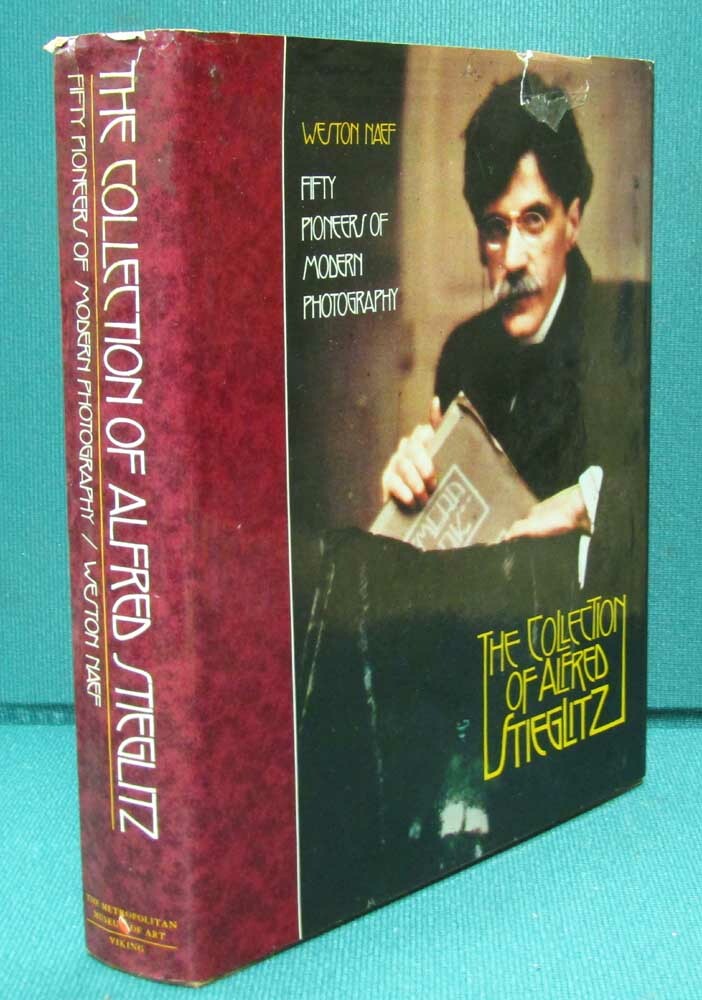 THE COLLECTION OF ALFRED STIEGLITZ
FIFTY PIONEERS OF MODERN PHOTOGRAPHY / WESTON NAEF
THE METROPOLITAN
MUSEUM OF ART
VIKING
WESTON NAEF
FIFTY
PIONEERS OF
MODERN
PHOTOGRAPHY
THE COLLECTION
OF ALFRED
STIEGLITZ